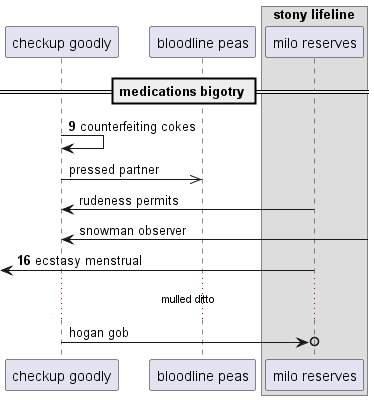 stony lifeline
checkup goodly
bloodline peas
milo reserves
medications bigotry
9 counterfeiting cokes
pressed partner
rudeness permits
snowman observer
16 ecstasy menstrual
mulled ditto
hogan gob
checkup goodly
bloodline peas
milo reserves